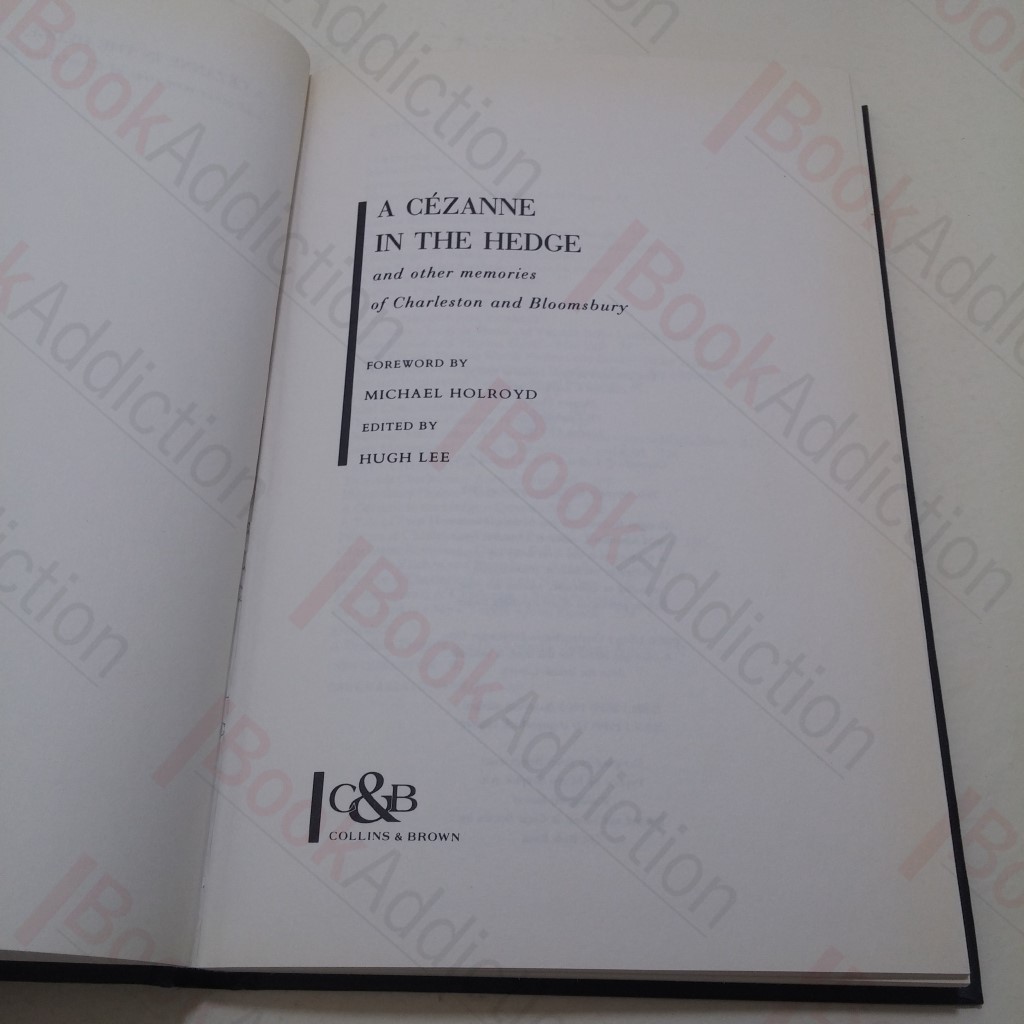 A CÉZANNE
IN THE HEDGE
and other memories
of Charleston and Bloomsbury
FOREWORD BY
MICHAEL HOLROYD
EDITED BY
HUGH LEE
C&B
COLLINS & BROWN
BookAddiction